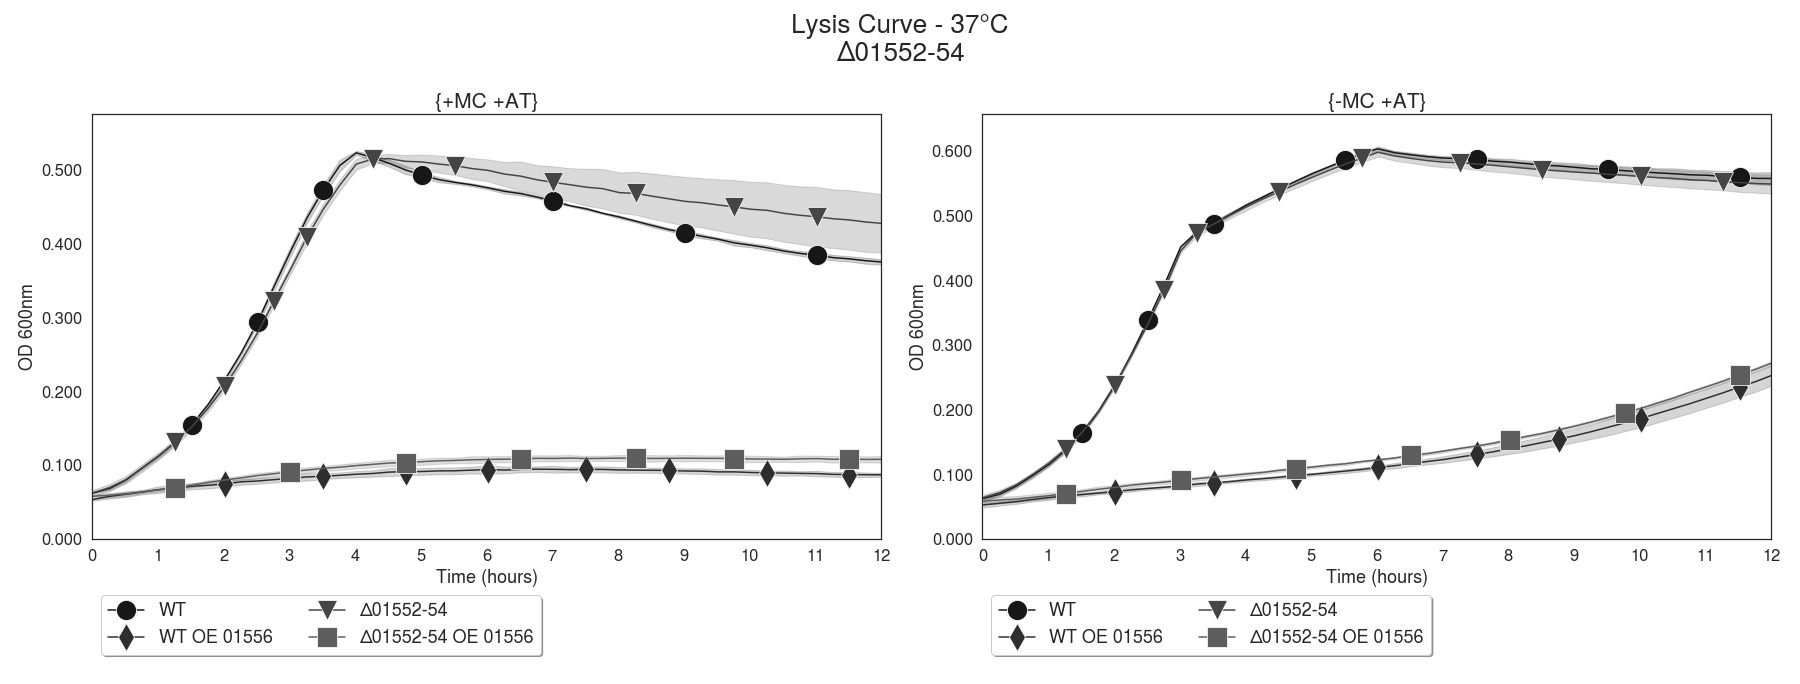 Lysis Curve - 37°C
Δ01552-54
{+MC +AT}
OD 600nm
0.500
0.400
0.300
0.200
0.100
0.000
0 1 2 3 4 5 6 7 8 9 10 11 12
Time (hours)
WT
WT OE 01556
Δ01552-54
Δ01552-54 OE 01556
{-MC +AT}
OD 600nm
0.600
0.500
0.400
0.300
0.200
0.100
0.000
0 1 2 3 4 5 6 7 8 9 10 11 12
Time (hours)
WT
WT OE 01556
Δ01552-54
Δ01552-54 OE 01556